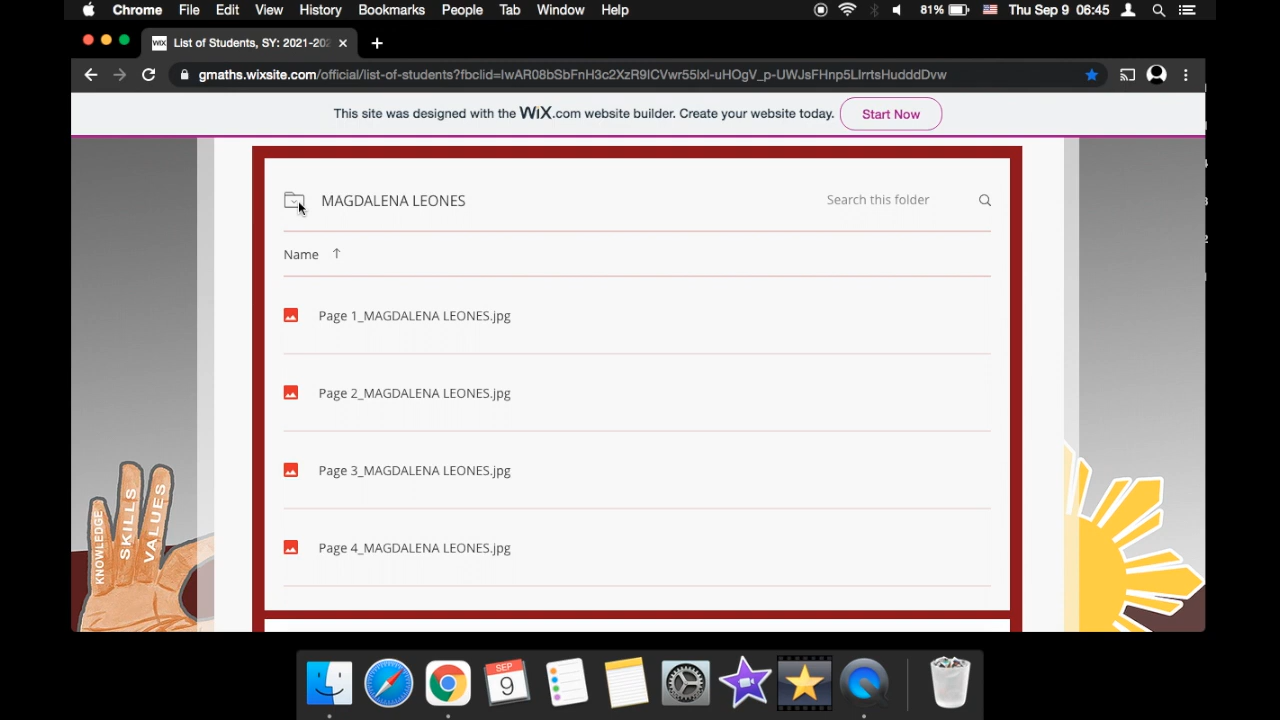 Chrome File Edit View History Bookmarks People Tab Window Help 81% Thu Sep 9 06:45
WiX List of Students, SY: 2021-202
gmaths.wixsite.com/official/list-of-students?fbclid=IwAR08bSbFnH3c2XzR9lCVwr55lxl-uHOgV_p-UWJsFHnp5LIrrtsHudddDvw
This site was designed with the WiX.com website builder. Create your website today. Start Now
MAGDALENA LEONES Search this folder
Name ↑
Page 1_MAGDALENA LEONES.jpg
Page 2_MAGDALENA LEONES.jpg
Page 3_MAGDALENA LEONES.jpg
Page 4_MAGDALENA LEONES.jpg
KNOWLEDGE
SKILLS
VALUES
SEP
9